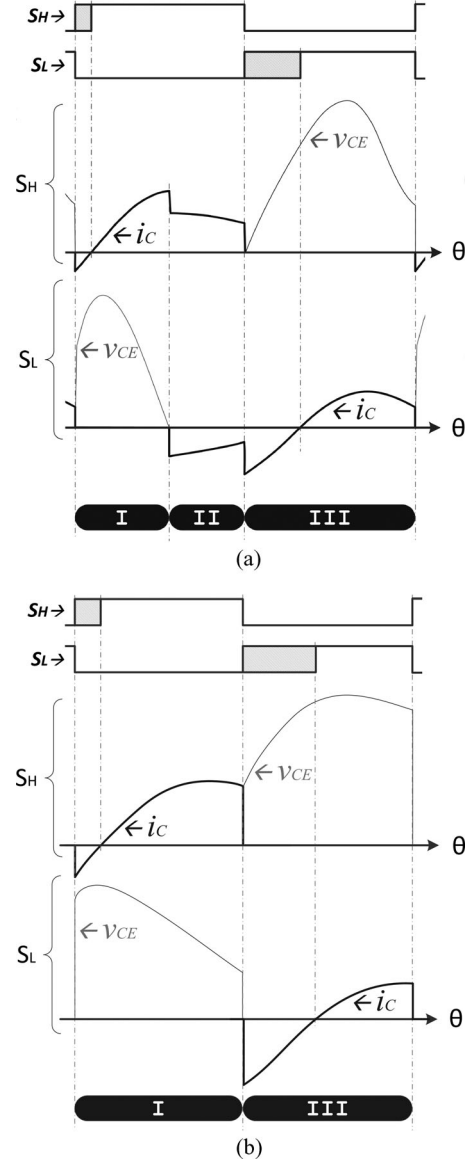 SH→
SL→
SH
←vCE
←iC
θ
SL
←vCE
←iC
θ
I II III
(a)
SH→
SL→
SH
←vCE
←iC
θ
SL
←vCE
←iC
θ
I III
(b)